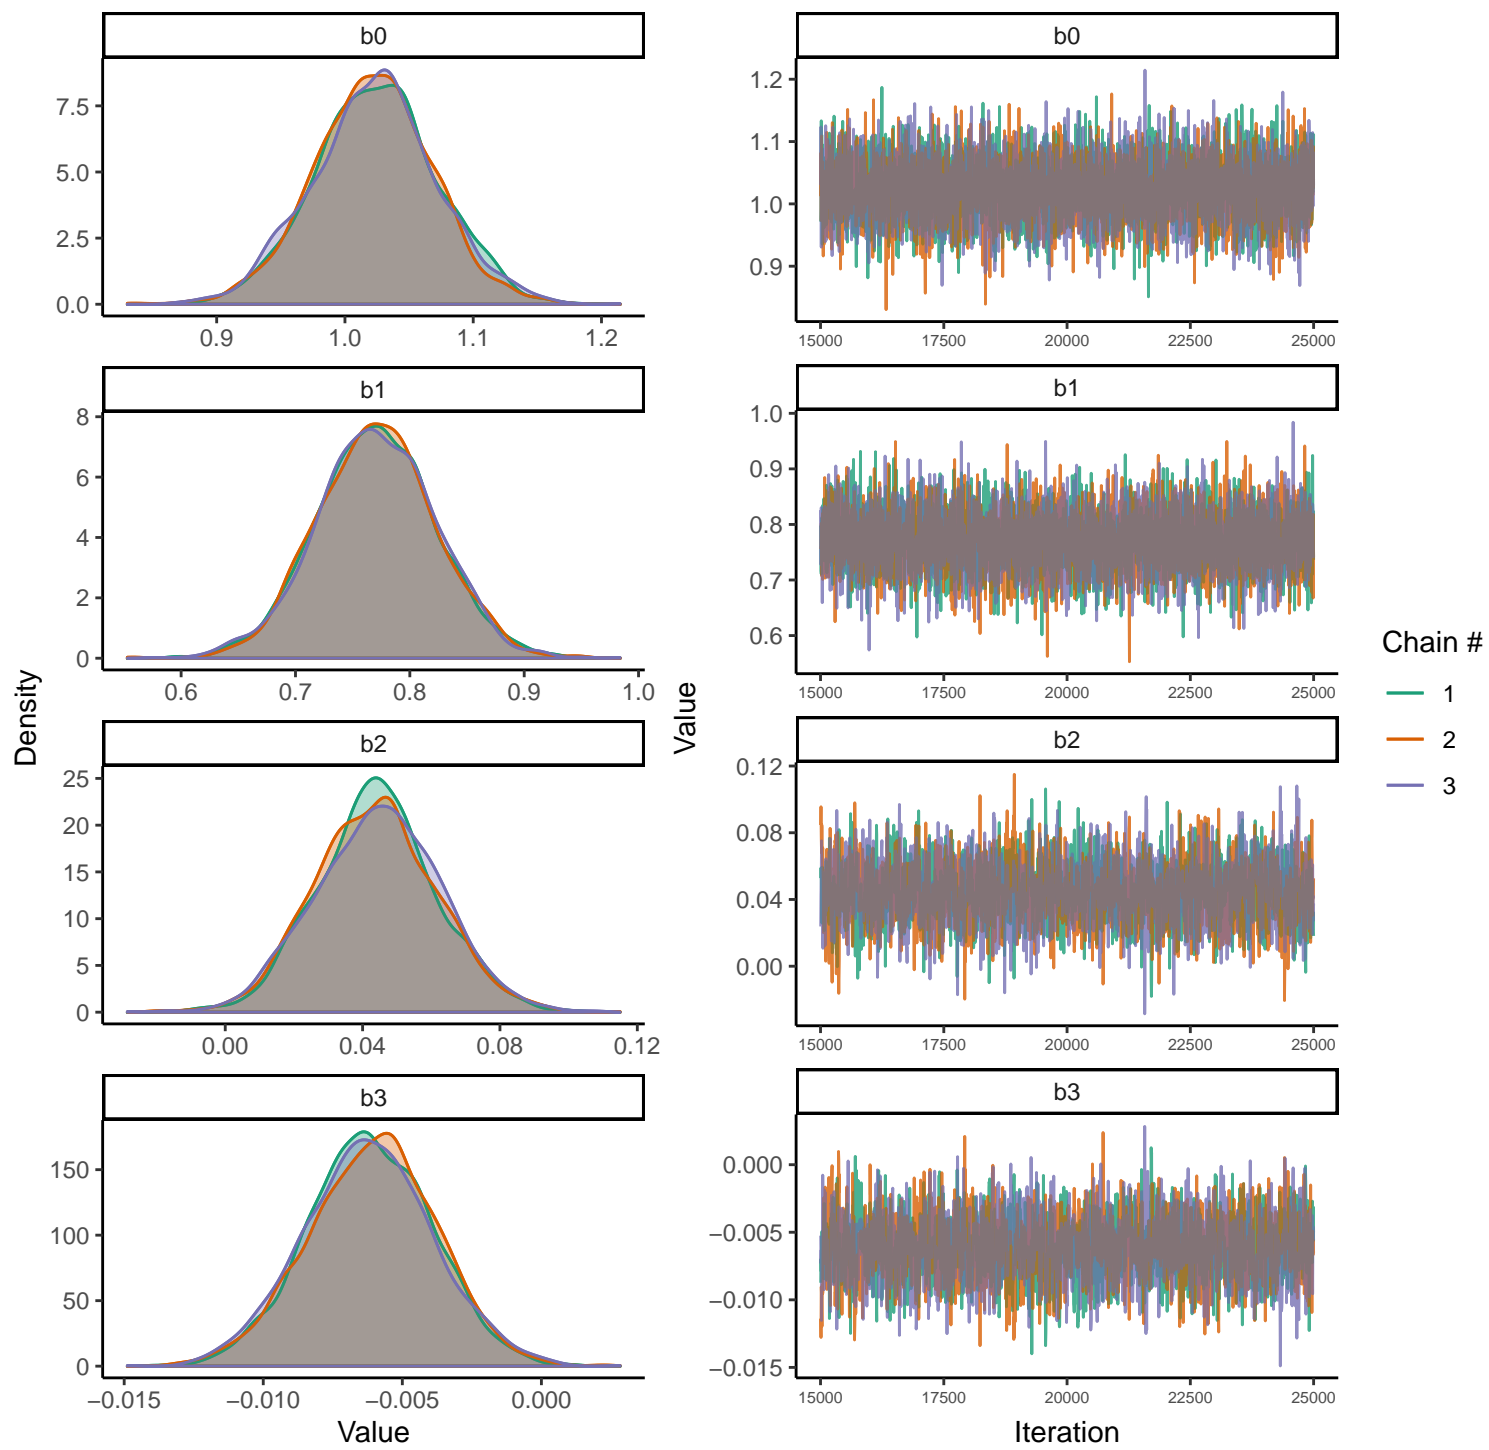 b0
7.5
5.0
2.5
0.0
0.9 1.0 1.1 1.2
b1
8
6
4
2
0
0.6 0.7 0.8 0.9 1.0
b2
25
20
15
10
5
0
0.00 0.04 0.08 0.12
b3
150
100
50
0
−0.015 −0.010 −0.005 0.000
Value
Density
b0
1.2
1.1
1.0
0.9
15000 17500 20000 22500 25000
b1
1.0
0.9
0.8
0.7
0.6
15000 17500 20000 22500 25000
b2
0.12
0.08
0.04
0.00
15000 17500 20000 22500 25000
b3
0.000
−0.005
−0.010
−0.015
15000 17500 20000 22500 25000
Iteration
Value
Chain #
1
2
3